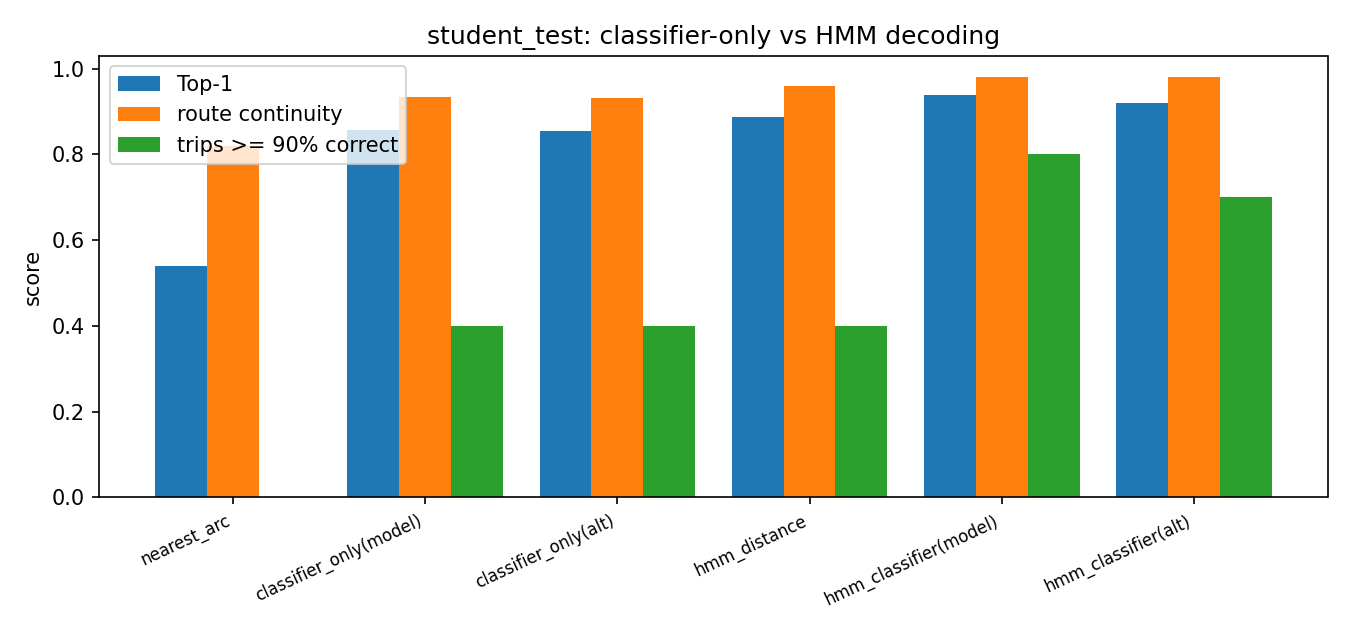 student_test: classifier-only vs HMM decoding
Top-1
route continuity
trips >= 90% correct
score
1.0
0.8
0.6
0.4
0.2
0.0
nearest_arc
classifier_only(model)
classifier_only(alt)
hmm_distance
hmm_classifier(model)
hmm_classifier(alt)